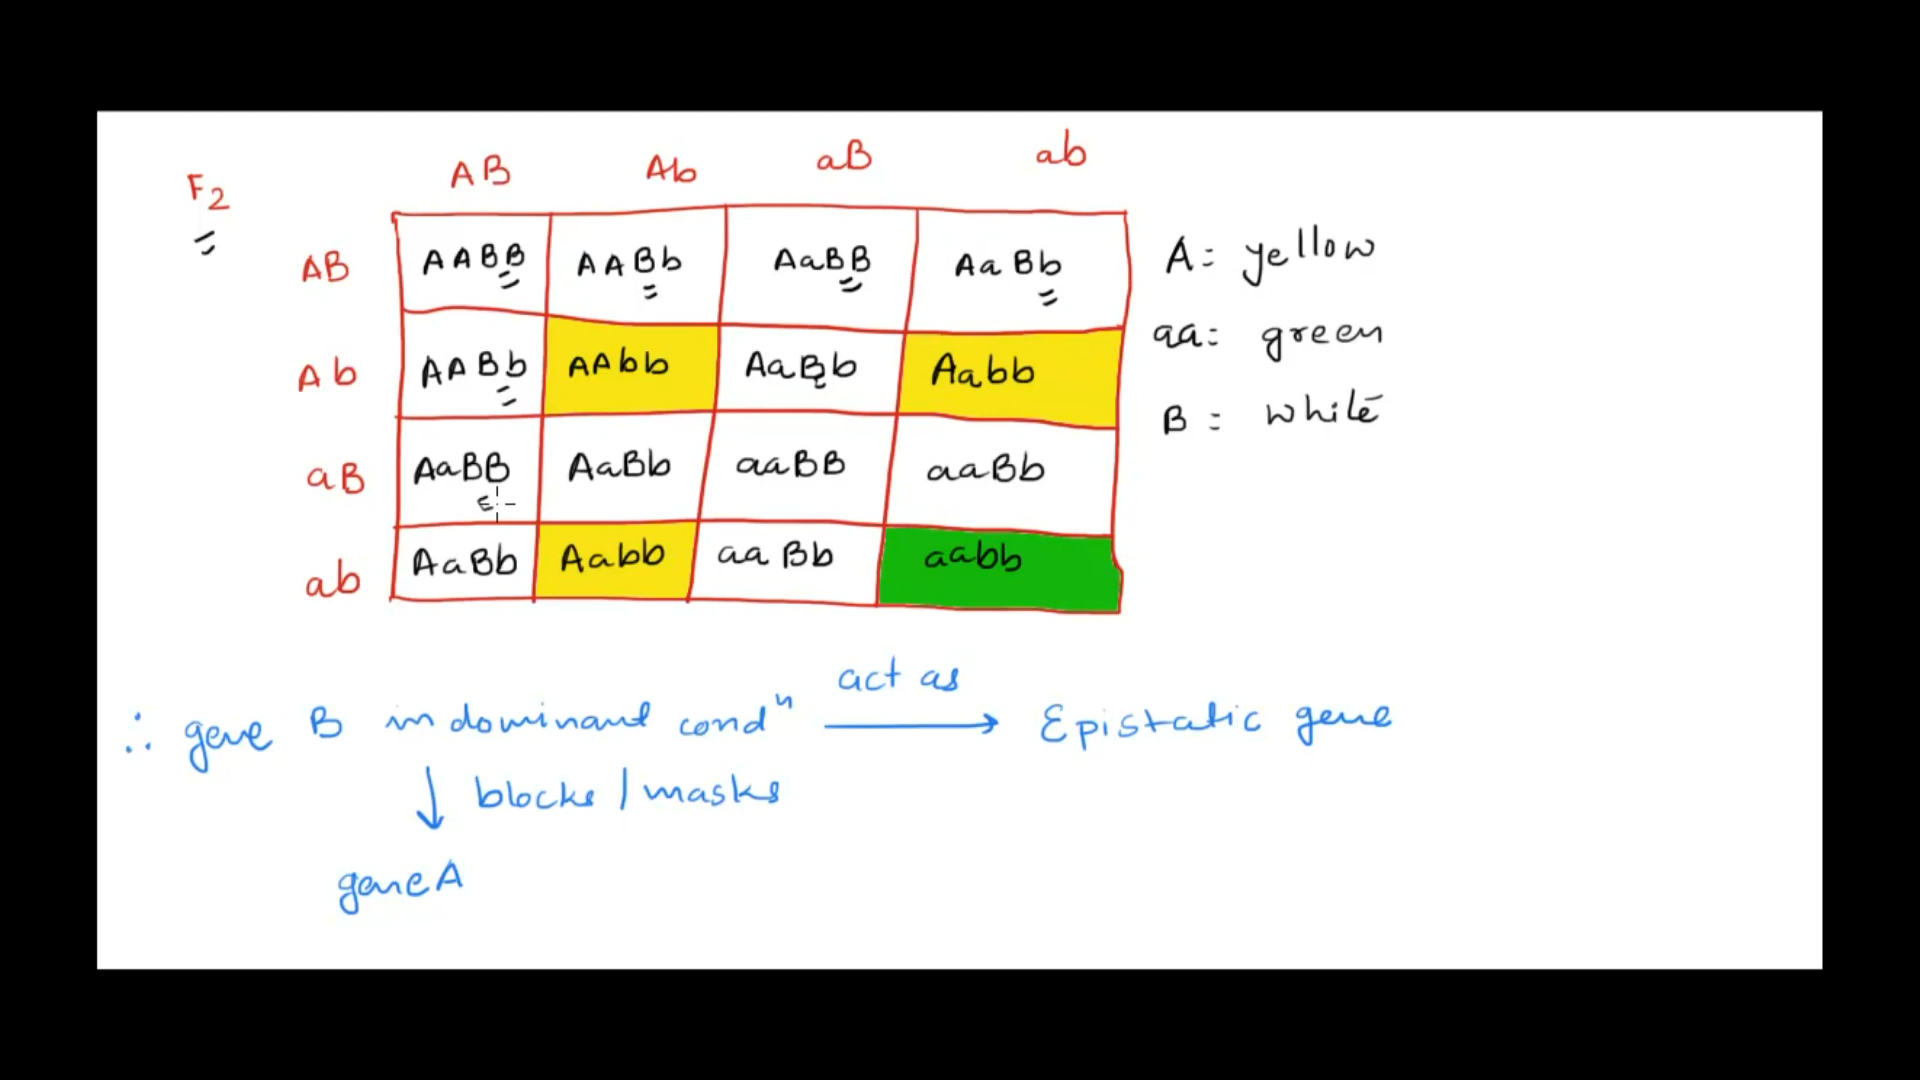 F2
AB Ab aB ab
AB AABB AABb AaBB AaBb
Ab AABb AAbb AaBb Aabb
aB AaBB AaBb aaBB aaBb
ab AaBb Aabb aaBb aabb
A = yellow
aa = green
B = white
∴ gene B in dominant condⁿ act as → Epistatic gene
↓ blocks / masks
gene A